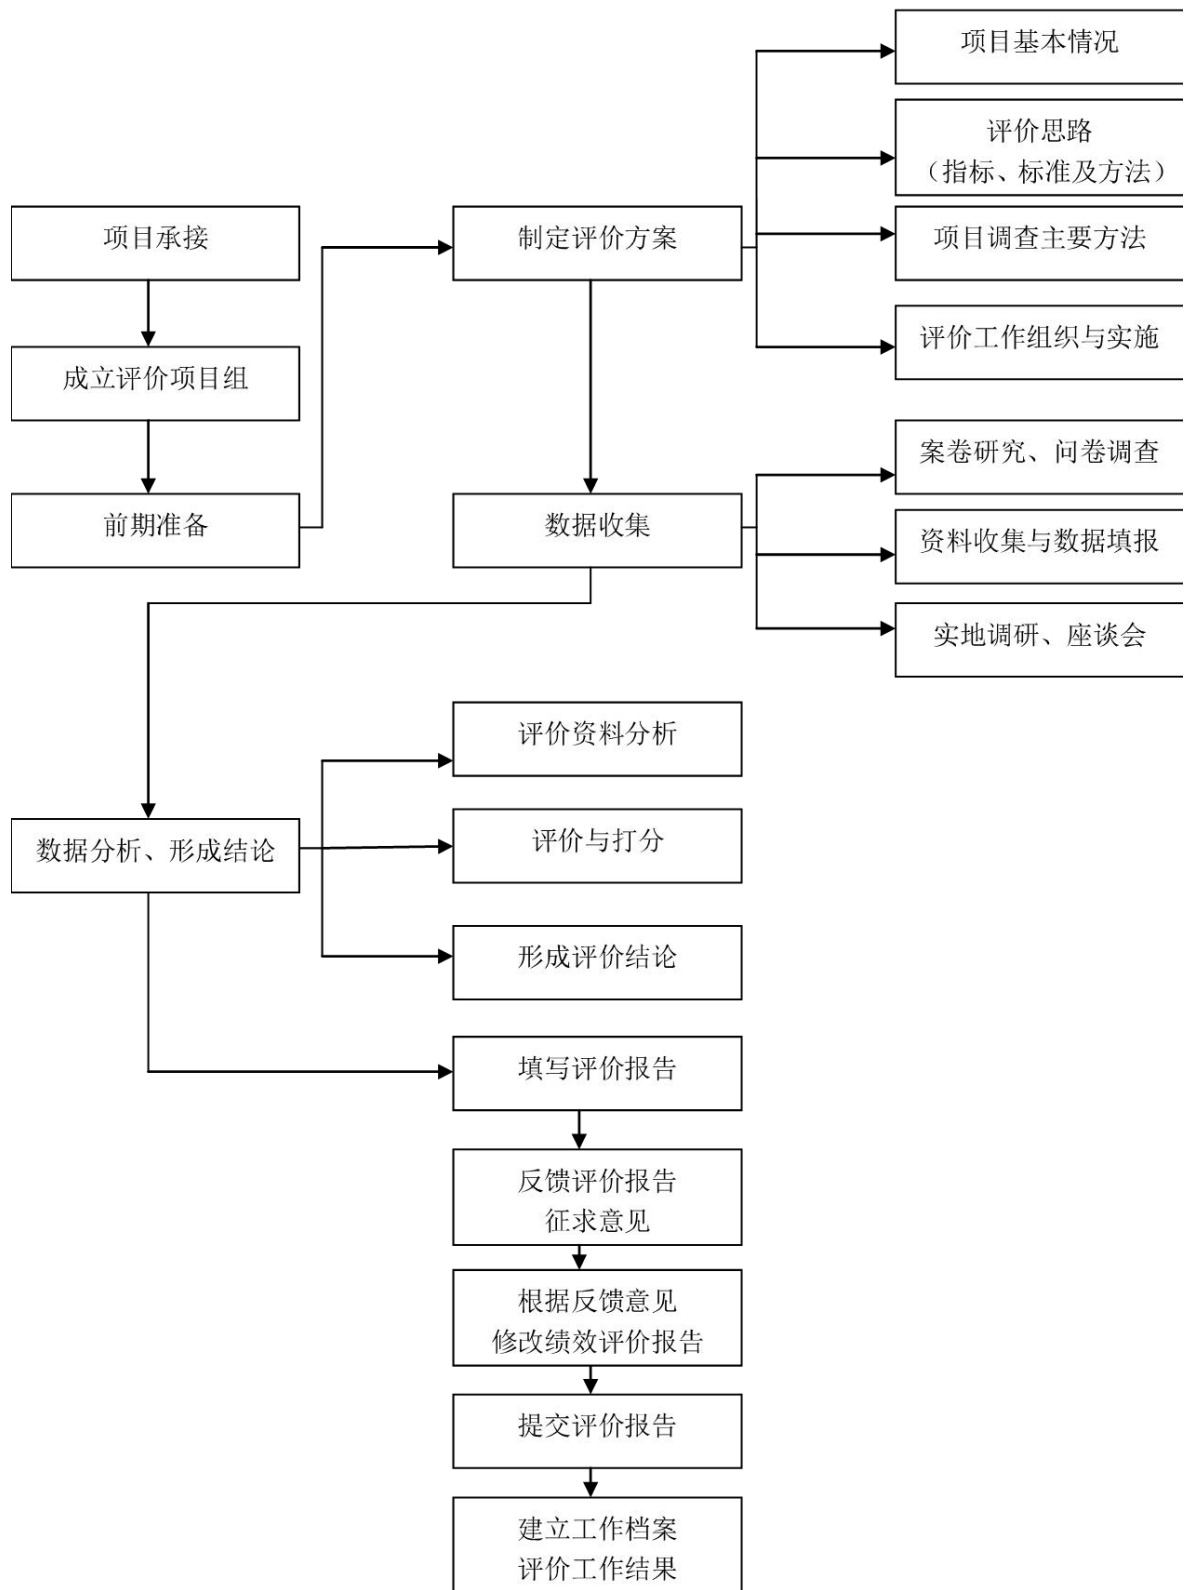 项目基本情况
评价思路
（指标、标准及方法）
项目承接
制定评价方案
项目调查主要方法
评价工作组织与实施
成立评价项目组
案卷研究、问卷调查
前期准备
数据收集
资料收集与数据填报
实地调研、座谈会
评价资料分析
数据分析、形成结论
评价与打分
形成评价结论
填写评价报告
反馈评价报告
征求意见
根据反馈意见
修改绩效评价报告
提交评价报告
建立工作档案
评价工作结果